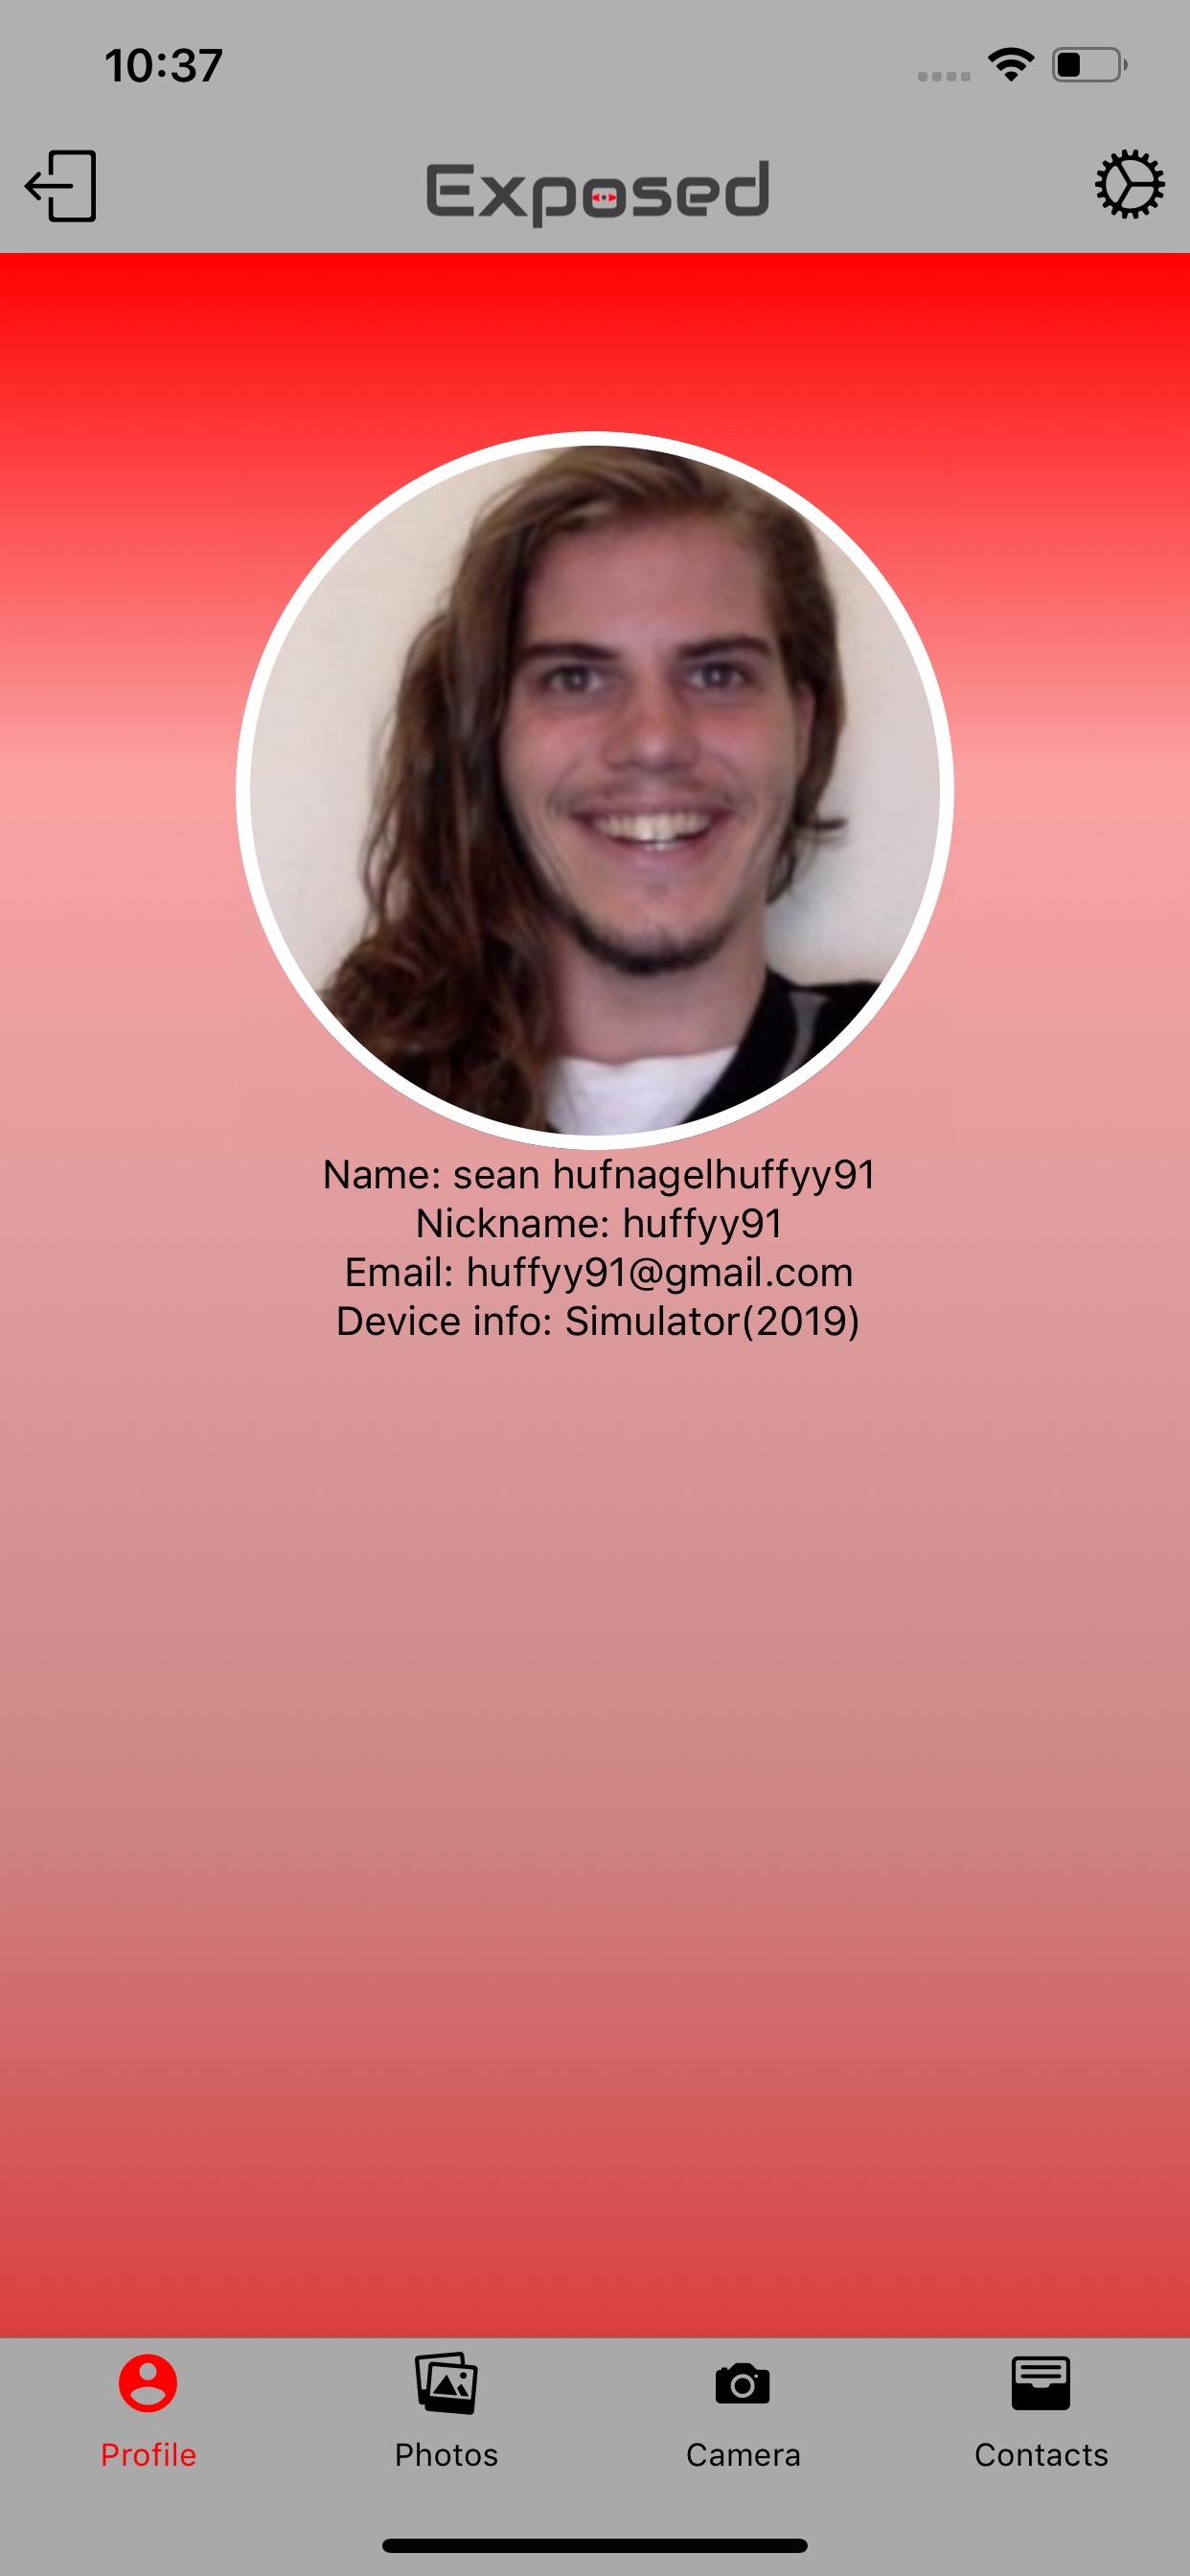 10:37
Exposed
Name: sean hufnagelhuffyy91
Nickname: huffyy91
Email: huffyy91@gmail.com
Device info: Simulator(2019)
Profile
Photos
Camera
Contacts